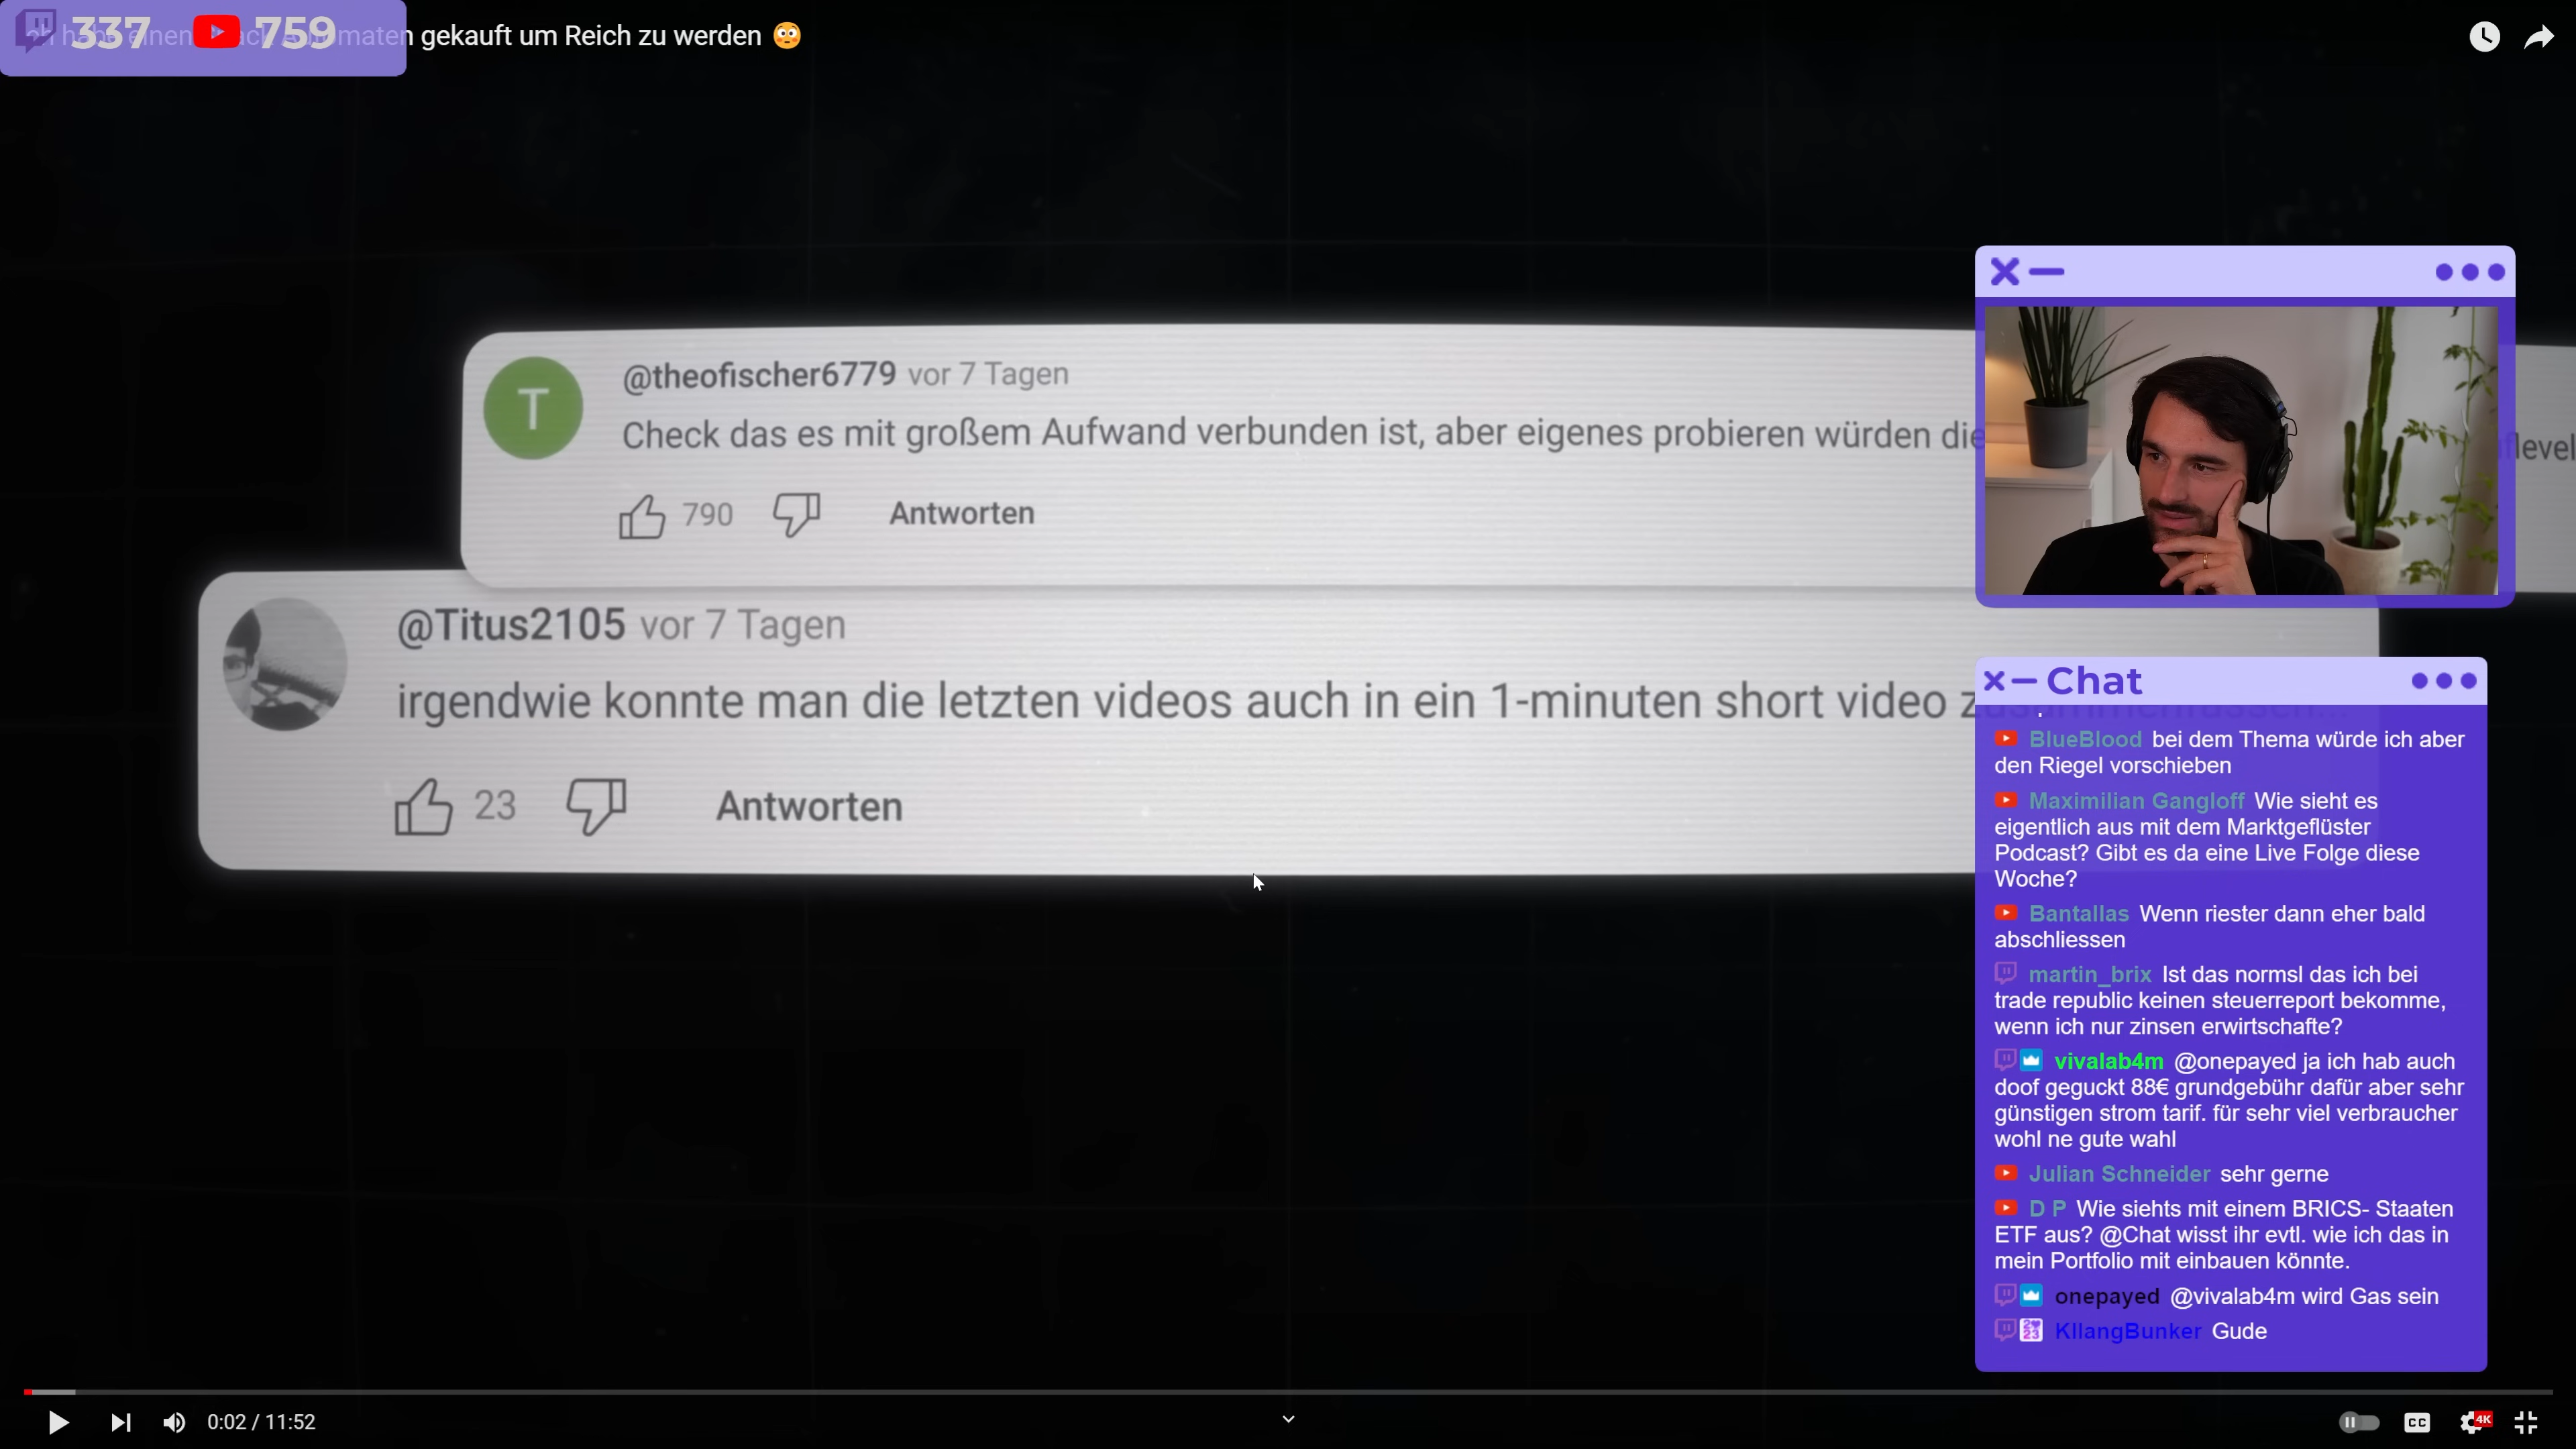 337 759
gekauft um Reich zu werden 😳
@theofischer6779 vor 7 Tagen
Check das es mit großem Aufwand verbunden ist, aber eigenes probieren würden die
790 Antworten
@Titus2105 vor 7 Tagen
irgendwie konnte man die letzten videos auch in ein 1-minuten short video
23 Antworten
Chat
BlueBlood bei dem Thema würde ich aber
den Riegel vorschieben
Maximilian Gangloff Wie sieht es
eigentlich aus mit dem Marktgeflüster
Podcast? Gibt es da eine Live Folge diese
Woche?
Bantallas Wenn riester dann eher bald
abschliessen
martin_brix Ist das normsl das ich bei
trade republic keinen steuerreport bekomme,
wenn ich nur zinsen erwirtschafte?
vivalab4m @onepayed ja ich hab auch
doof geguckt 88€ grundgebühr dafür aber sehr
günstigen strom tarif. für sehr viel verbraucher
wohl ne gute wahl
Julian Schneider sehr gerne
D P Wie siehts mit einem BRICS- Staaten
ETF aus? @Chat wisst ihr evtl. wie ich das in
mein Portfolio mit einbauen könnte.
onepayed @vivalab4m wird Gas sein
KllangBunker Gude
0:02 / 11:52
CC
4K